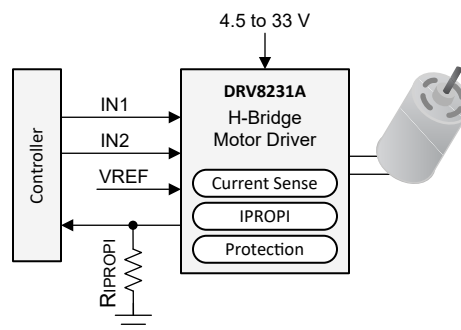 4.5 to 33 V
DRV8231A
H-Bridge
Motor Driver
Controller
IN1
IN2
VREF
Current Sense
IPROPI
Protection
RIPROPI